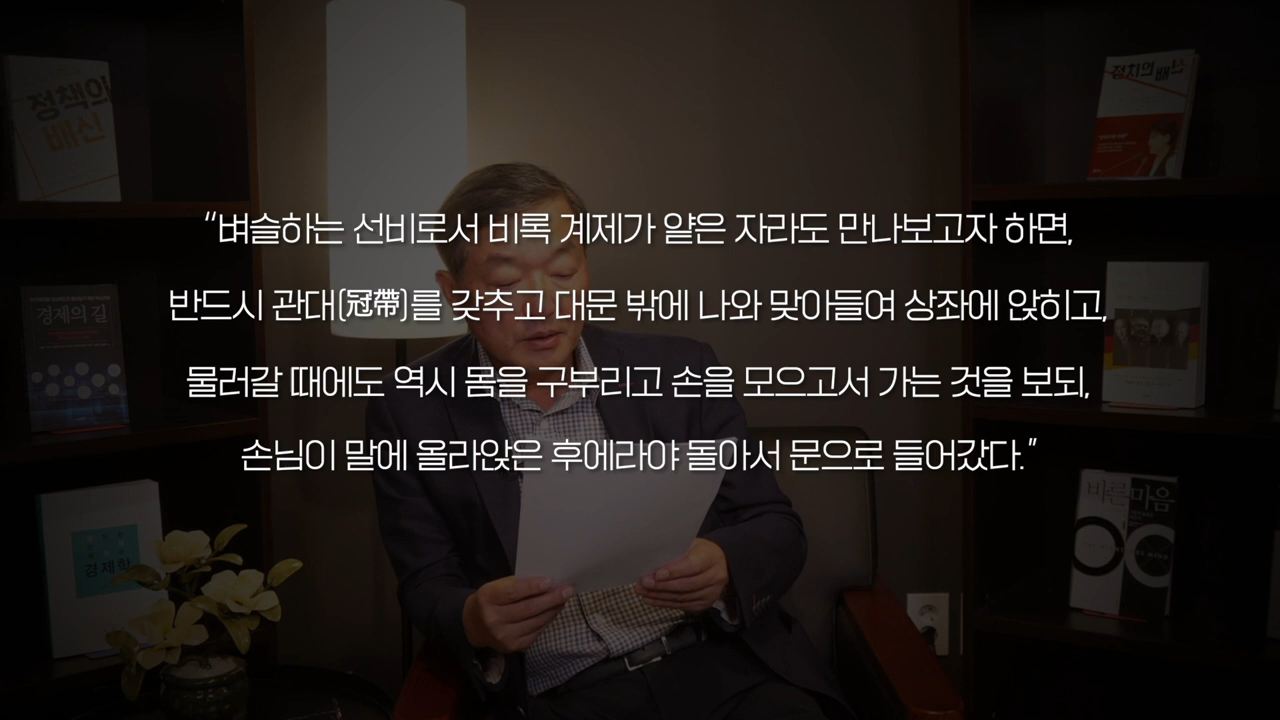 "벼슬하는 선비로서 비록 계제가 얕은 자라도 만나보고자 하면,
반드시 관대(冠帶)를 갖추고 대문 밖에 나와 맞아들여 상좌에 앉히고,
물러갈 때에도 역시 몸을 구부리고 손을 모으고서 가는 것을 보되,
손님이 말에 올라앉은 후에라야 돌아서 문으로 들어갔다."
정책의
배신
정치의 배신
경제의 길
경제학
바른 마음